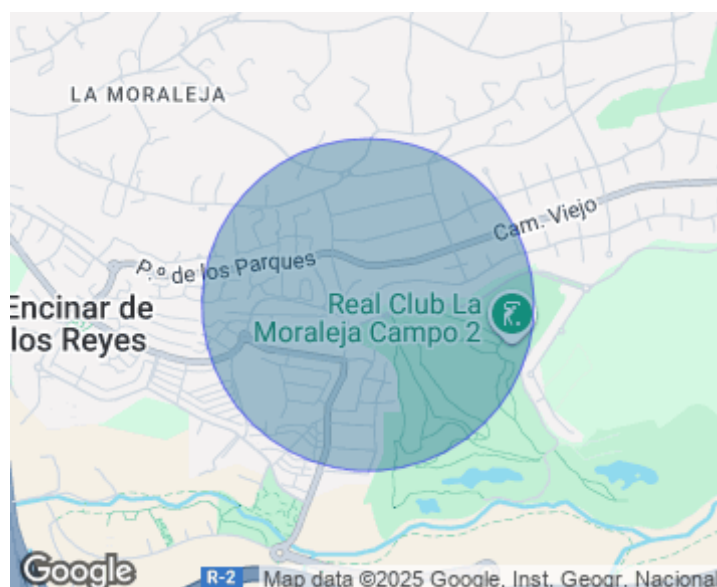 LA MORALEJA
Cam. Viejo
P.º de los Parques
Encinar de
los Reyes
Real Club La
Moraleja Campo 2
Google
R-2
Map data ©2025 Google, Inst. Geogr. Nacional